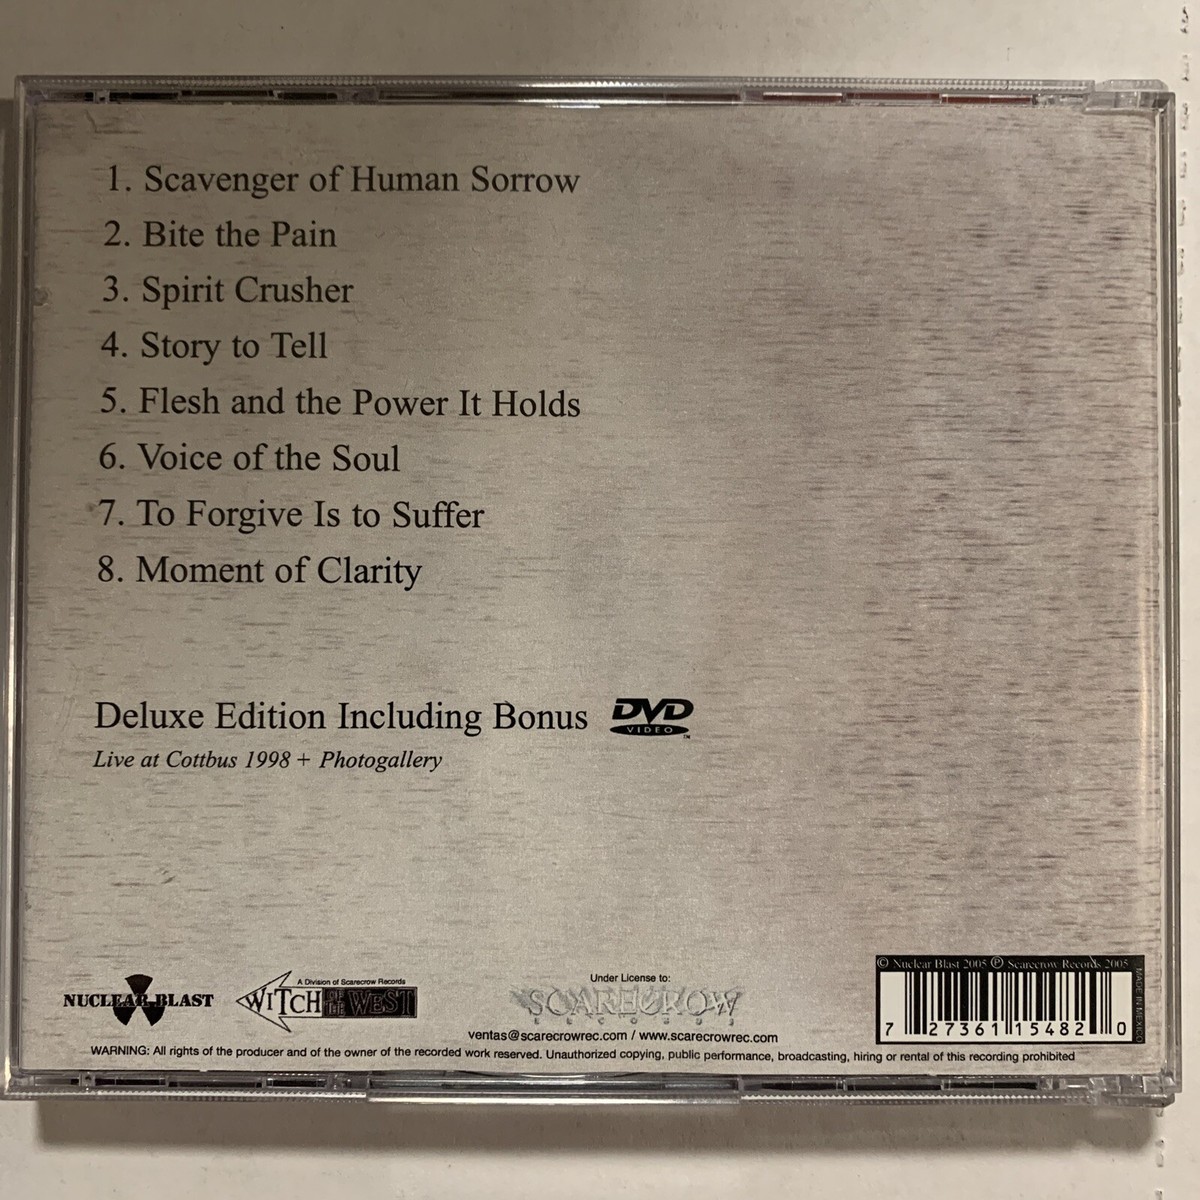 1. Scavenger of Human Sorrow
2. Bite the Pain
3. Spirit Crusher
4. Story to Tell
5. Flesh and the Power It Holds
6. Voice of the Soul
7. To Forgive Is to Suffer
8. Moment of Clarity
Deluxe Edition Including Bonus DVD VIDEO ™
Live at Cottbus 1998 + Photogallery
NUCLEAR BLAST
A Division of Scarecrow Records
WITCH OF THE WEST
Under License to:
SCARECROW
RECORDS
ventas@scarecrowrec.com / www.scarecrowrec.com
© Nuclear Blast 2005 ℗ Scarecrow Records 2005
MADE IN MEXICO
7 27361 15482 0
WARNING: All rights of the producer and of the owner of the recorded work reserved. Unauthorized copying, public performance, broadcasting, hiring or rental of this recording prohibited